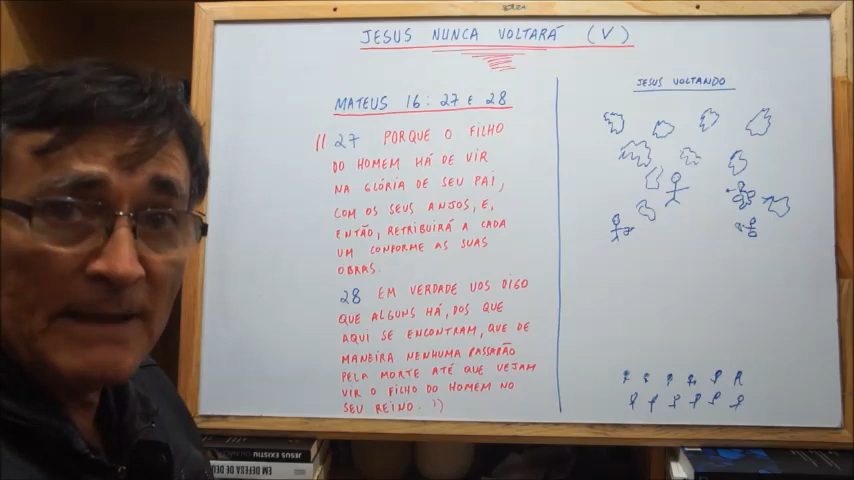 JESUS NUNCA VOLTARÁ (V)
MATEUS 16: 27 E 28
"27 PORQUE O FILHO
DO HOMEM HÁ DE VIR
NA GLÓRIA DE SEU PAI,
COM OS SEUS ANJOS, E,
ENTÃO, RETRIBUIRÁ A CADA
UM CONFORME AS SUAS
OBRAS.
28 EM VERDADE VOS DIGO
QUE ALGUNS HÁ, DOS QUE
AQUI SE ENCONTRAM, QUE DE
MANEIRA NENHUMA PASSARÃO
PELA MORTE ATÉ QUE VEJAM
VIR O FILHO DO HOMEM NO
SEU REINO."
JESUS VOLTANDO
JESUS EXISTIU
EM DEFESA DE DEUS